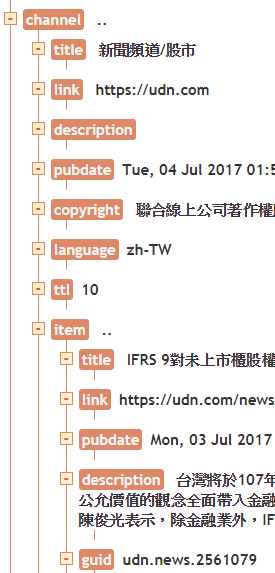 channel ..
title 新聞頻道/股市
link https://udn.com
description
pubdate Tue, 04 Jul 2017 01:5
copyright 聯合線上公司著作權
language zh-TW
ttl 10
item ..
title IFRS 9對未上市櫃股權
link https://udn.com/news
pubdate Mon, 03 Jul 2017
description 台灣將於107年
公允價值的觀念全面帶入金融
陳俊光表示，除金融業外，IF
guid udn.news.2561079